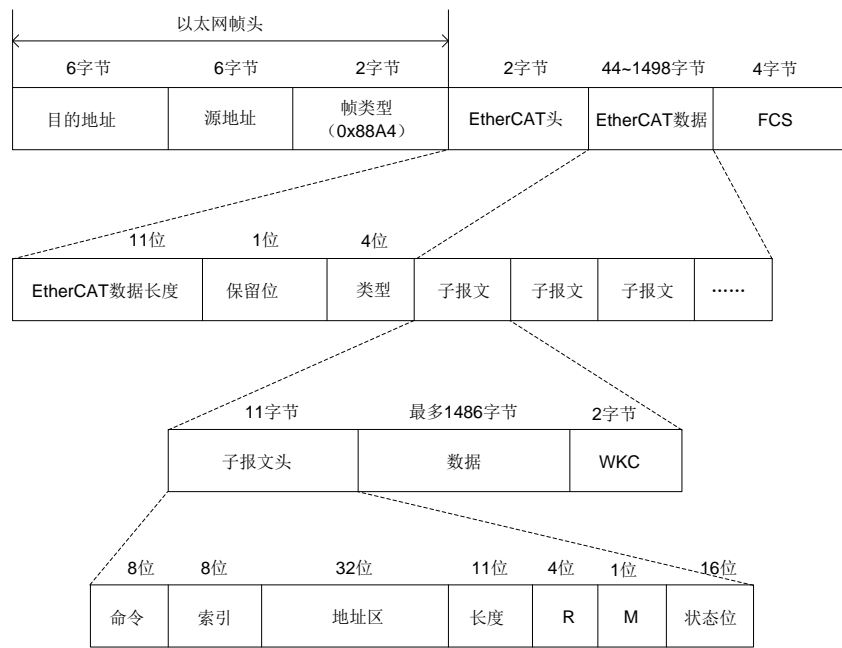 以太网帧头
6字节 6字节 2字节 2字节 44~1498字节 4字节
目的地址 源地址 帧类型 EtherCAT头 EtherCAT数据 FCS
（0x88A4）
11位 1位 4位
EtherCAT数据长度 保留位 类型 子报文 子报文 子报文 ……
11字节 最多1486字节 2字节
子报文头 数据 WKC
8位 8位 32位 11位 4位 1位 16位
命令 索引 地址区 长度 R M 状态位